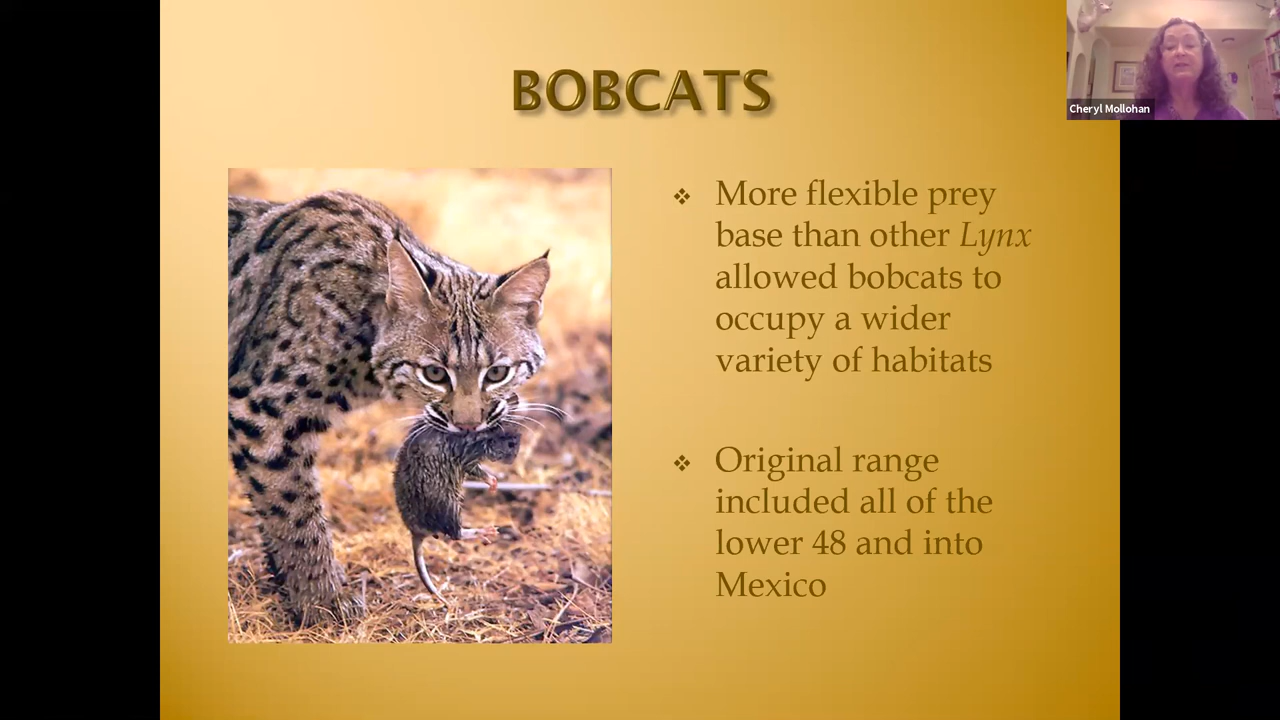 BOBCATS
Cheryl Mollohan
❖ More flexible prey
base than other Lynx
allowed bobcats to
occupy a wider
variety of habitats
❖ Original range
included all of the
lower 48 and into
Mexico